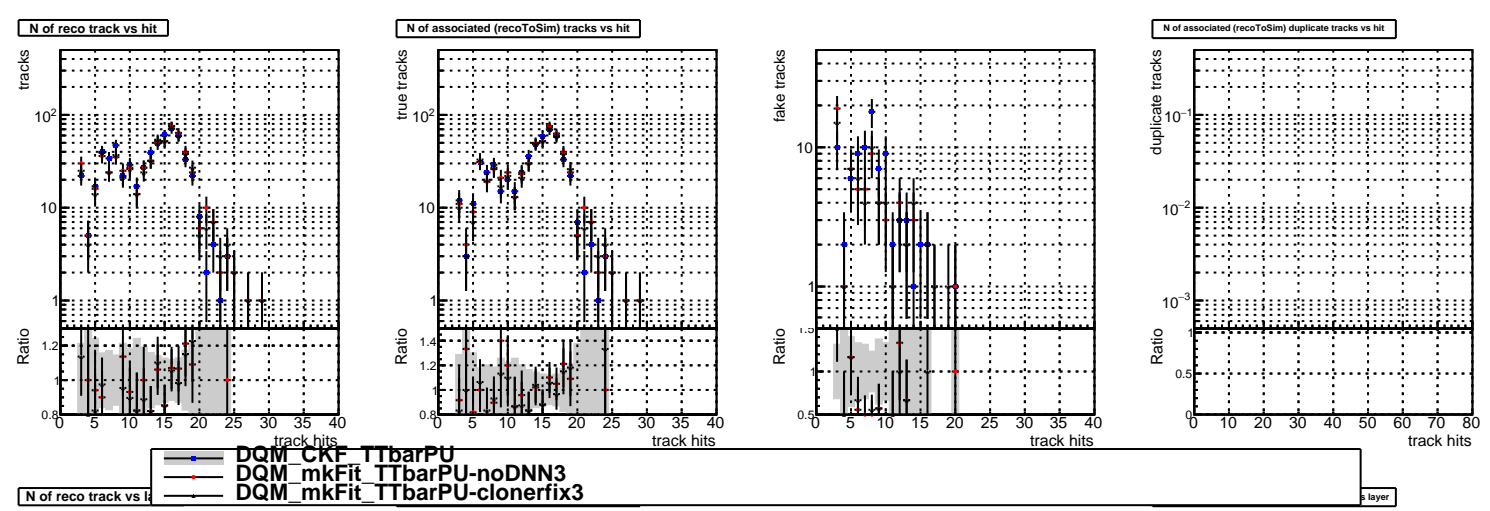 N of reco track vs hit
N of associated (recoToSim) tracks vs hit
N of associated (recoToSim) duplicate tracks vs hit
tracks
10²
10
1
Ratio
1.2
1
0.8
0 5 10 15 20 25 30 35 40
track hits
true tracks
10²
10
1
Ratio
1.4
1.2
1
0.8
0 5 10 15 20 25 30 35 40
track hits
fake tracks
10
1
Ratio
1.5
1
0.5
0 5 10 15 20 25 30 35 40
track hits
duplicate tracks
10⁻¹
10⁻²
10⁻³
Ratio
1
0.5
0
0 10 20 30 40 50 60 70 80
track hits
DQM_CKF_TTbarPU
DQM_mkFit_TTbarPU-noDNN3
DQM_mkFit_TTbarPU-clonerfix3
N of reco track vs la
s layer